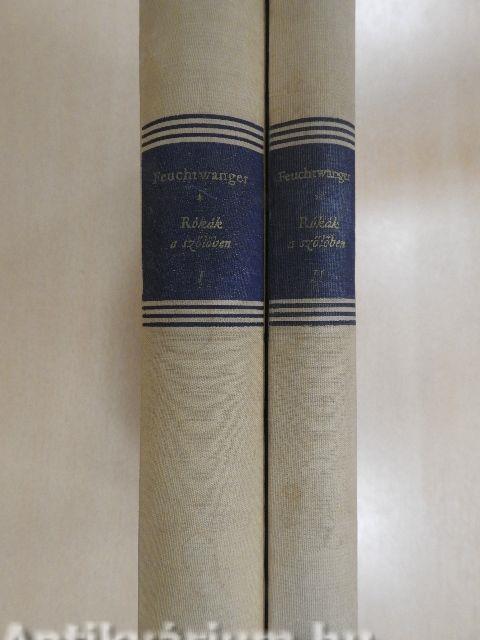 Feuchtwanger
*
Rókák
a szőlőben
I
Feuchtwanger
**
Rókák
a szőlőben
II
Antikvárium.hu